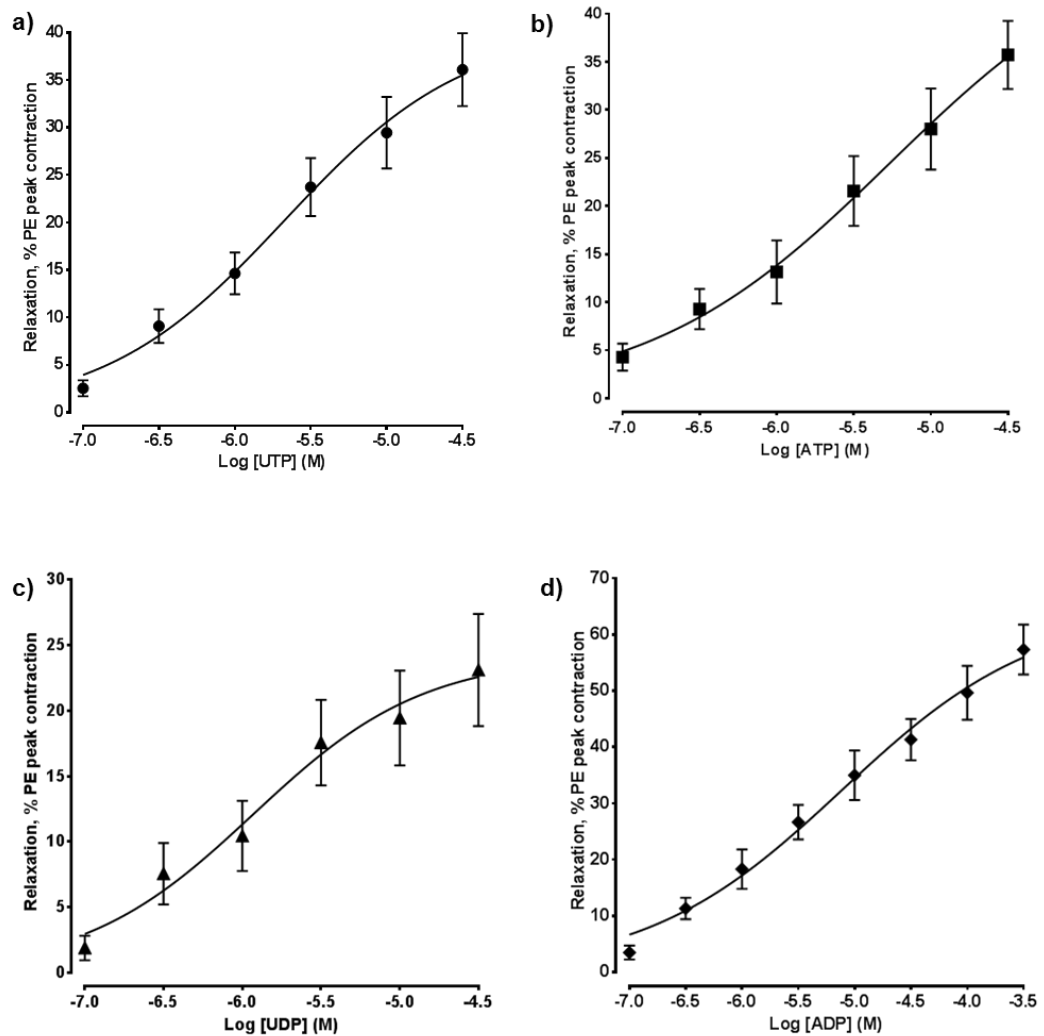 a)
Relaxation, % PE peak contraction
40
35
30
25
20
15
10
5
0
-7.0 -6.5 -6.0 -5.5 -5.0 -4.5
Log [UTP] (M)
b)
Relaxation, % PE peak contraction
40
35
30
25
20
15
10
5
0
-7.0 -6.5 -6.0 -5.5 -5.0 -4.5
Log [ATP] (M)
c)
Relaxation, % PE peak contraction
30
25
20
15
10
5
0
-7.0 -6.5 -6.0 -5.5 -5.0 -4.5
Log [UDP] (M)
d)
Relaxation, % PE peak contraction
70
60
50
40
30
20
10
0
-7.0 -6.5 -6.0 -5.5 -5.0 -4.5 -4.0 -3.5
Log [ADP] (M)